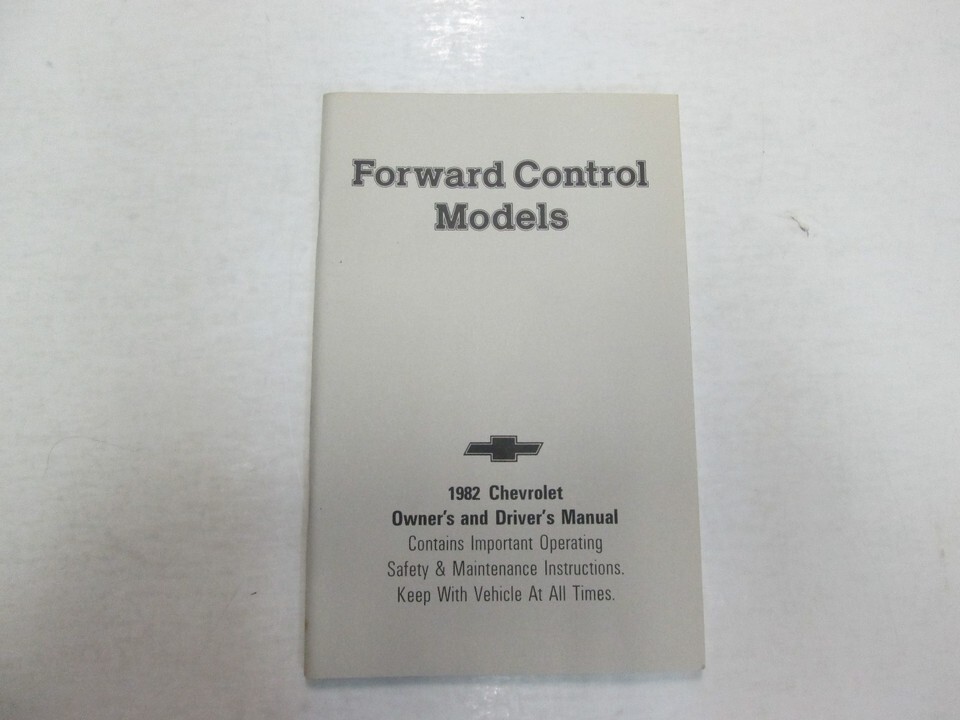 Forward Control
Models
1982 Chevrolet
Owner's and Driver's Manual
Contains Important Operating
Safety & Maintenance Instructions.
Keep With Vehicle At All Times.